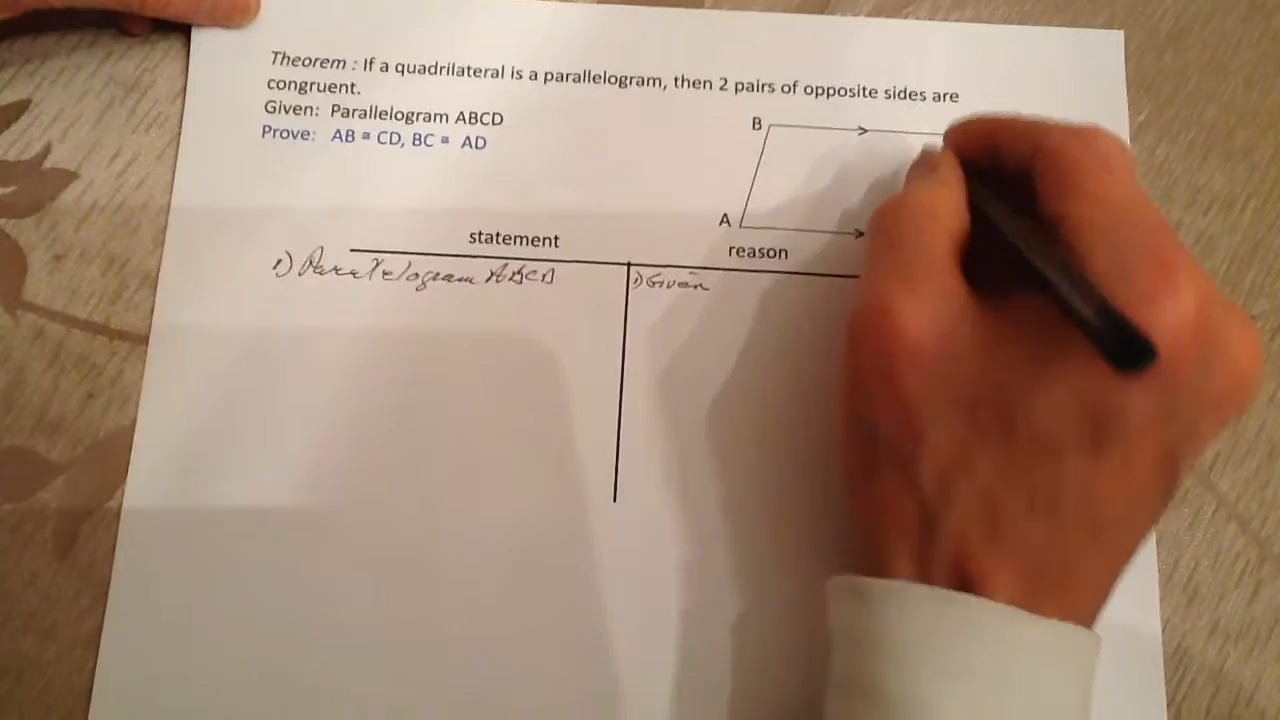 Theorem : If a quadrilateral is a parallelogram, then 2 pairs of opposite sides are
congruent.
Given: Parallelogram ABCD
Prove: AB ≅ CD, BC ≅ AD
B
A
statement
reason
1) Parallelogram ABCD
1) Given